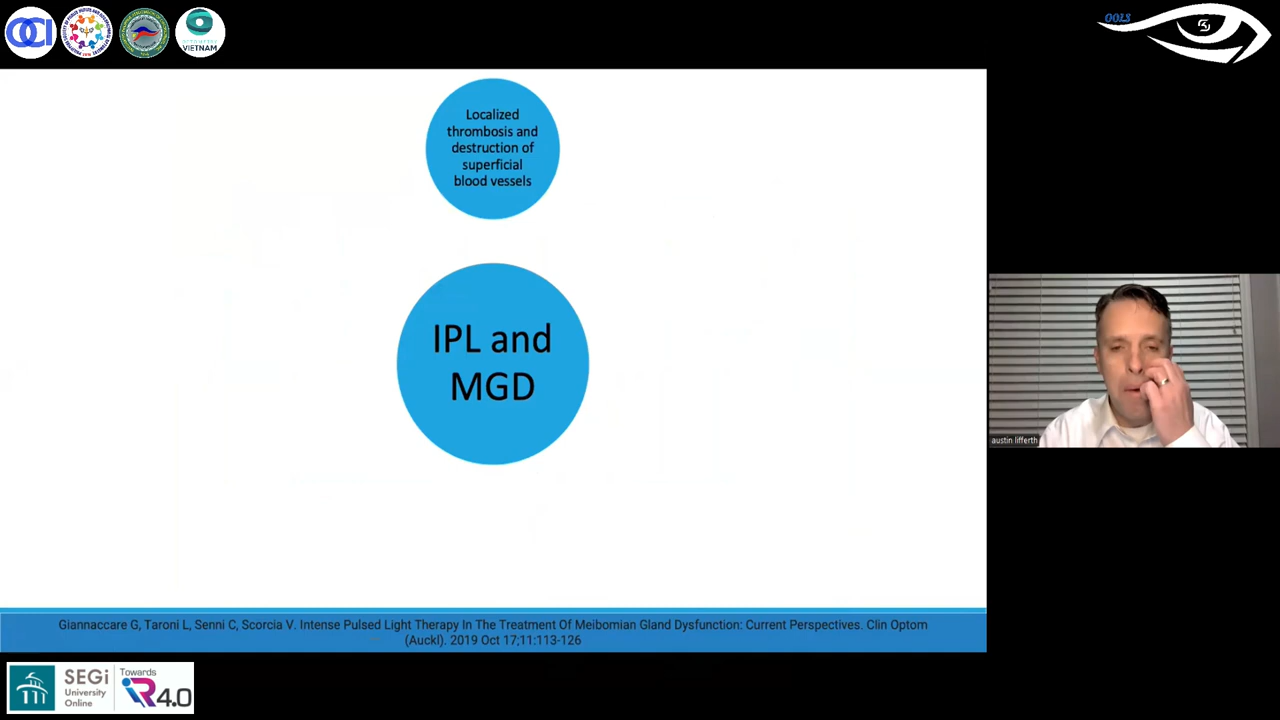 OCI
VIETNAM
OOLS
Localized
thrombosis and
destruction of
superficial
blood vessels
IPL and
MGD
austin lifferth
Giannaccare G, Taroni L, Senni C, Scorcia V. Intense Pulsed Light Therapy In The Treatment Of Meibomian Gland Dysfunction: Current Perspectives. Clin Optom
(Auckl). 2019 Oct 17;11:113-126
SEGi
University
Online
Towards
iR4.0